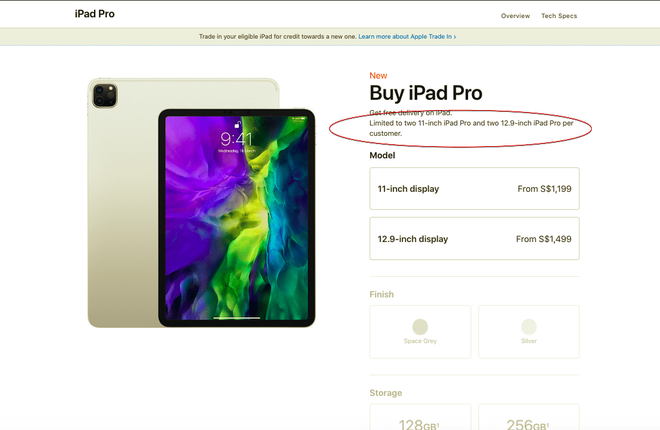 iPad Pro
Overview Tech Specs
Trade in your eligible iPad for credit towards a new one. Learn more about Apple Trade In >
New
Buy iPad Pro
Get free delivery on iPad.
Limited to two 11-inch iPad Pro and two 12.9-inch iPad Pro per
customer.
9:41
Model
11-inch display From S$1,199
12.9-inch display From S$1,499
Finish
Space Grey Silver
Storage
128GB¹ 256GB¹